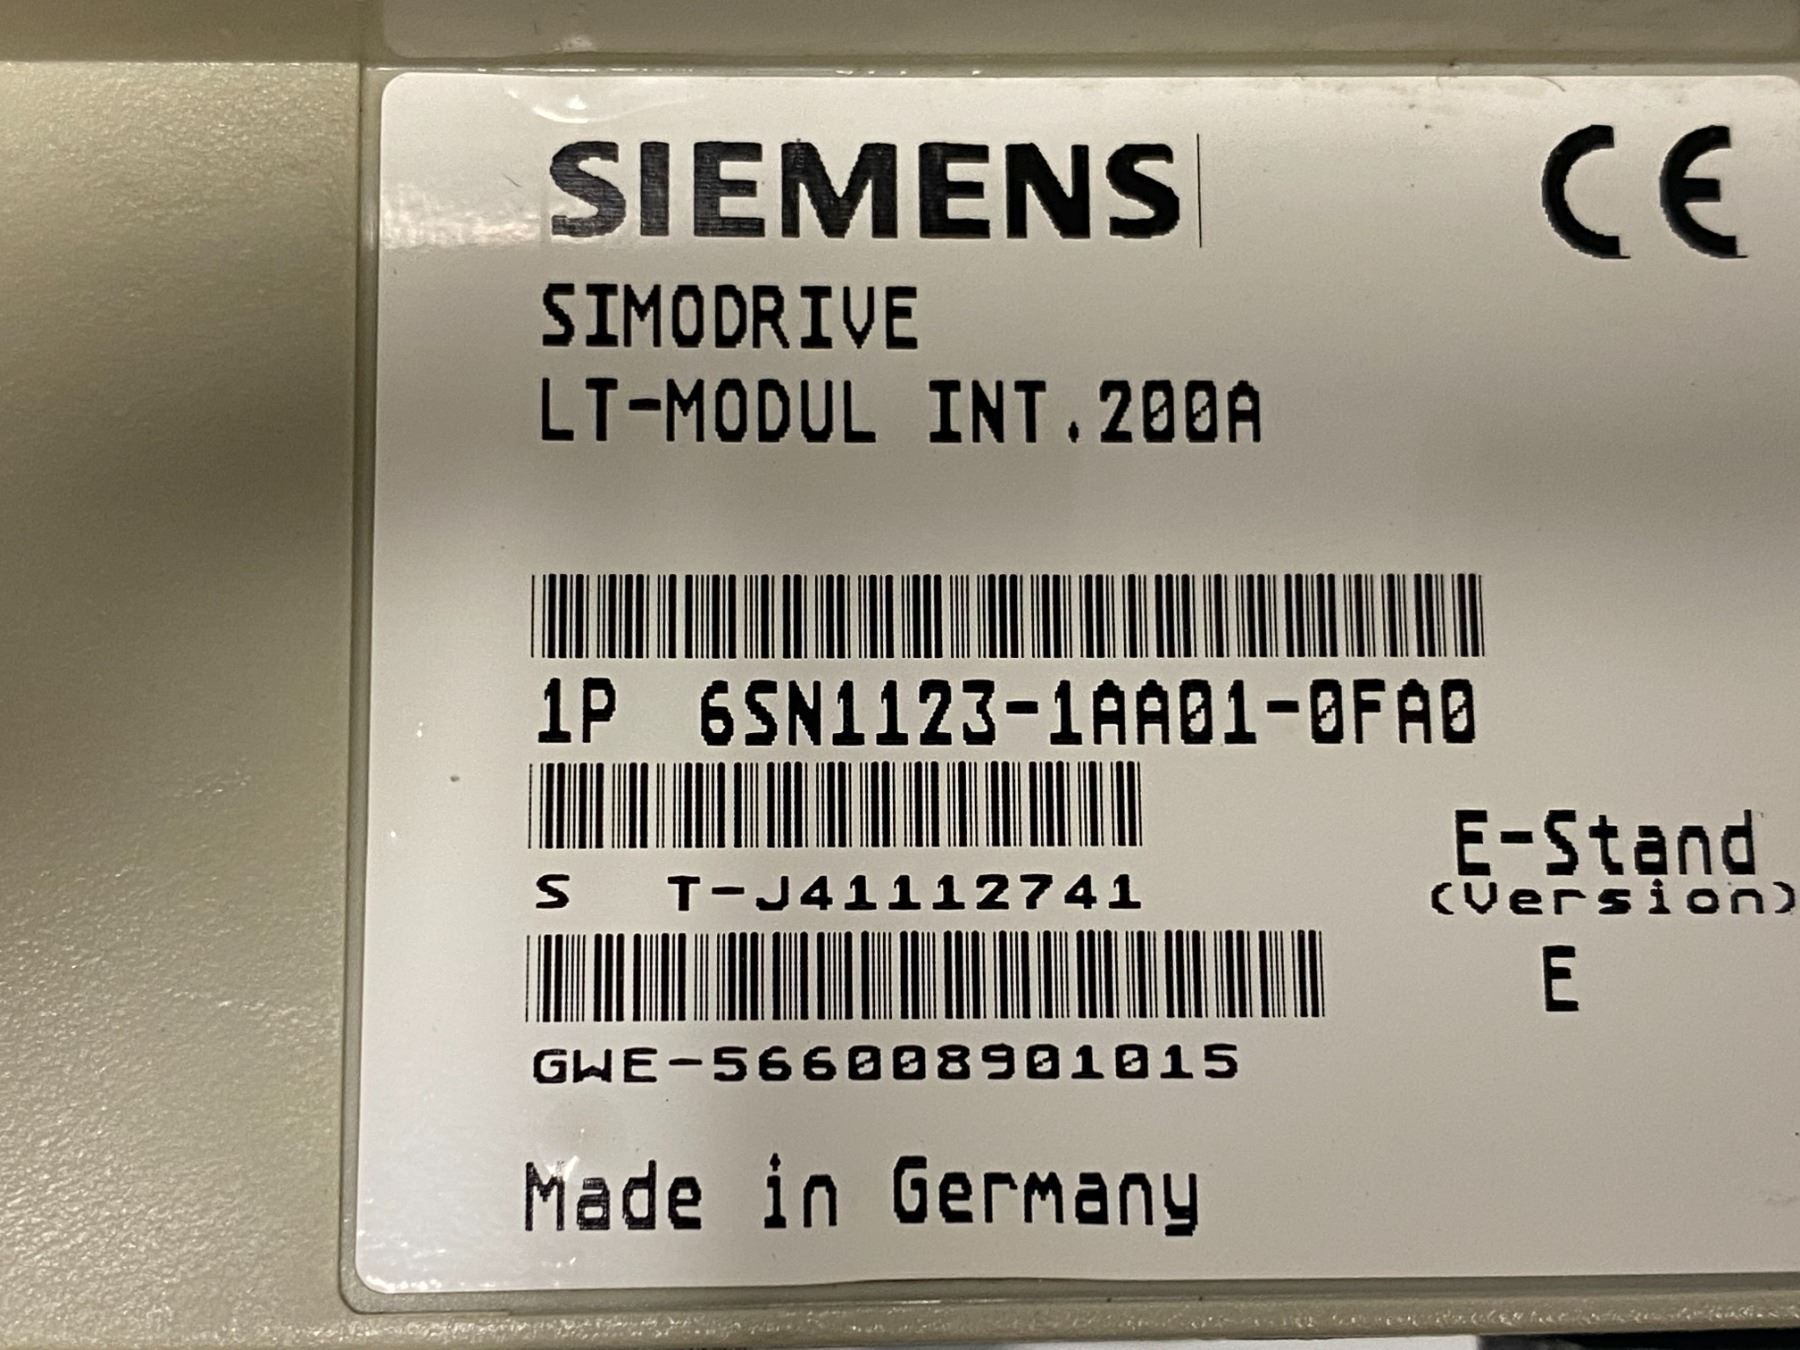 SIEMENS
CE
SIMODRIVE
LT-MODUL INT.200A
1P 6SN1123-1AA01-0FA0
S T-J41112741
E-Stand
(Version)
E
GWE-566008901015
Made in Germany